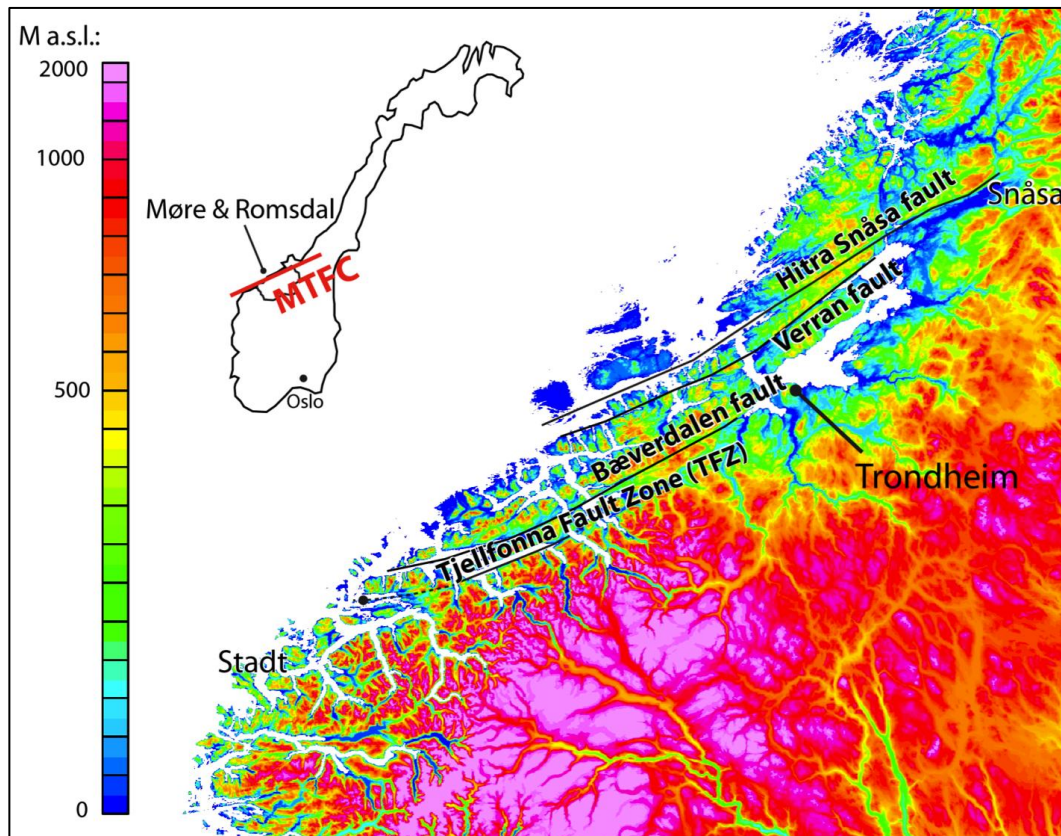 M a.s.l.:
2000
1000
500
0
Møre & Romsdal
MTFC
Oslo
Hitra Snåsa fault
Snåsa
Verran fault
Bæverdalen fault
Tjellfonna Fault Zone (TFZ)
Trondheim
Stadt